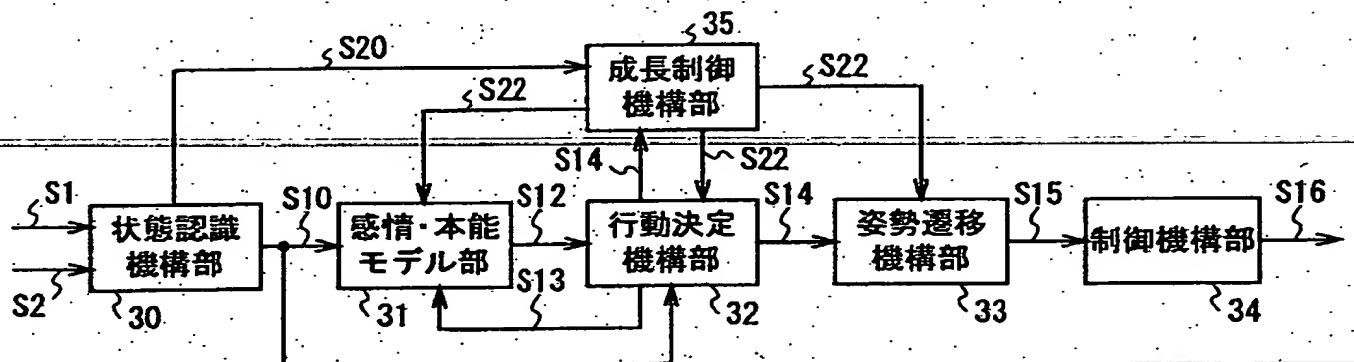 35
S20
成長制御
機構部
S22
S22
S14
S22
S1
S10
S12
S14
S15
S16
状態認識
機構部
感情・本能
モデル部
行動決定
機構部
姿勢遷移
機構部
制御機構部
S2
30
31
S13
32
33
34